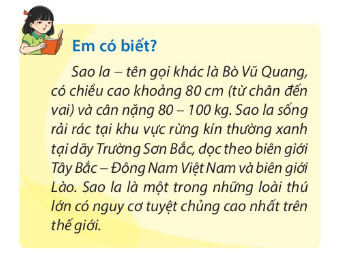 Em có biết?
Sao la – tên gọi khác là Bò Vũ Quang,
có chiều cao khoảng 80 cm (từ chân đến
vai) và cân nặng 80 – 100 kg. Sao la sống
rải rác tại khu vực rừng kín thường xanh
tại dãy Trường Sơn Bắc, dọc theo biên giới
Tây Bắc – Đông Nam Việt Nam và biên giới
Lào. Sao la là một trong những loài thú
lớn có nguy cơ tuyệt chủng cao nhất trên
thế giới.